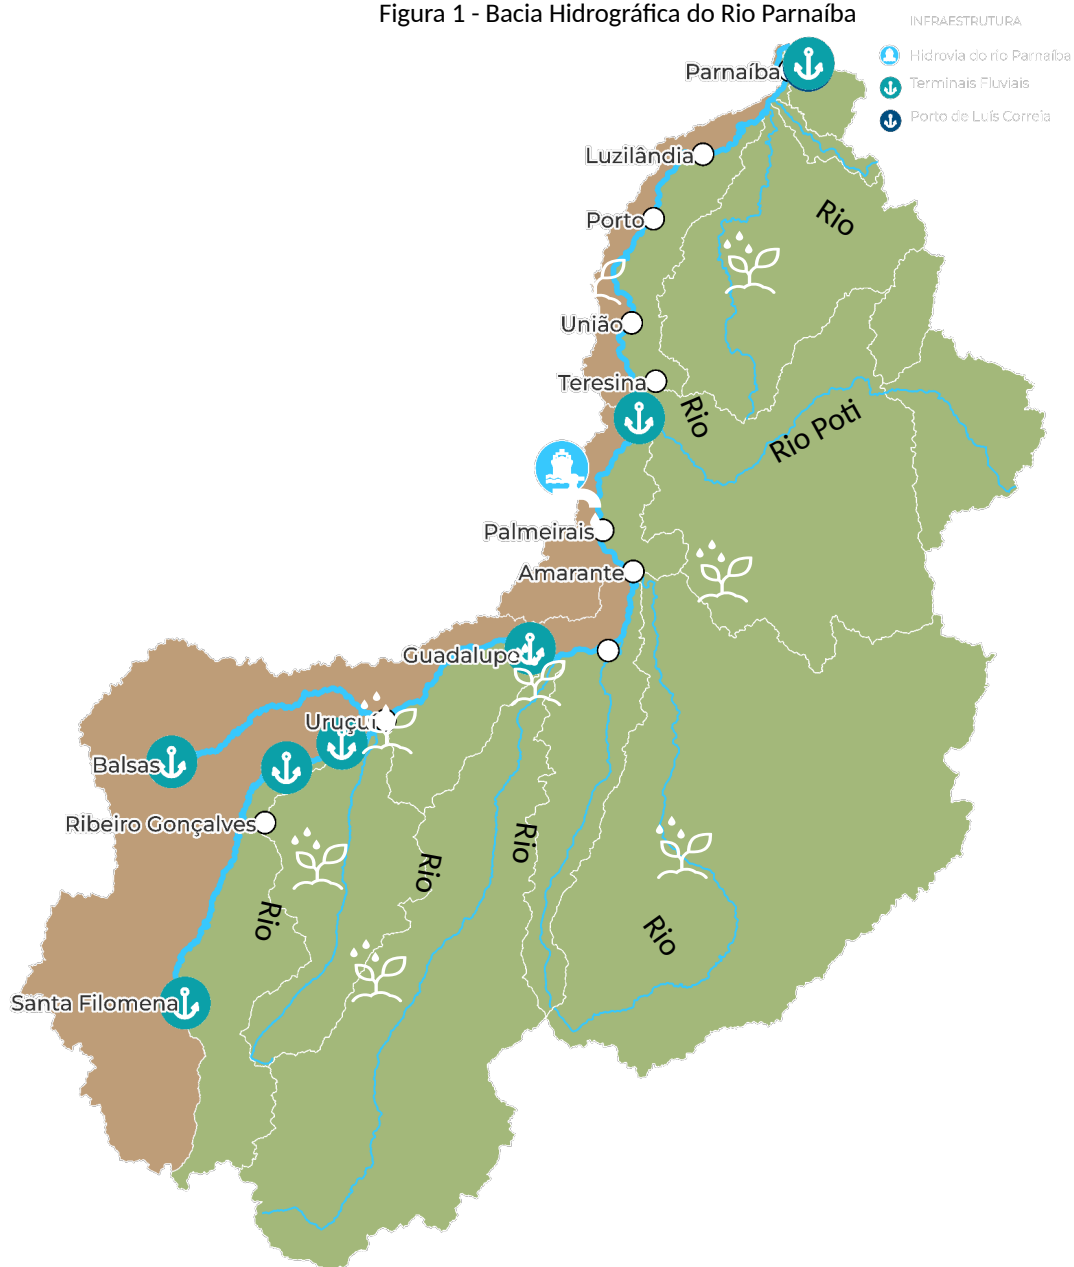 Figura 1 - Bacia Hidrográfica do Rio Parnaíba
INFRAESTRUTURA
Hidrovia do rio Parnaíba
Terminais Fluviais
Porto de Luís Correia
Parnaíba
Luzilândia
Rio
Porto
União
Teresina
Rio
Rio Poti
Palmeirais
Amarante
Guadalupe
Uruçuí
Balsas
Ribeiro Gonçalves
Rio
Rio
Rio
Rio
Santa Filomena